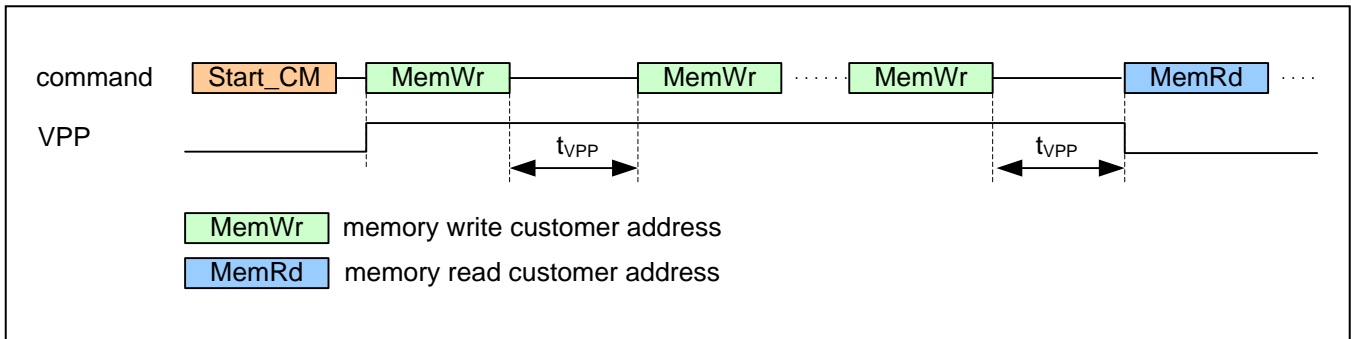 command Start_CM MemWr MemWr ...... MemWr MemRd ....
VPP
tVPP tVPP
MemWr memory write customer address
MemRd memory read customer address